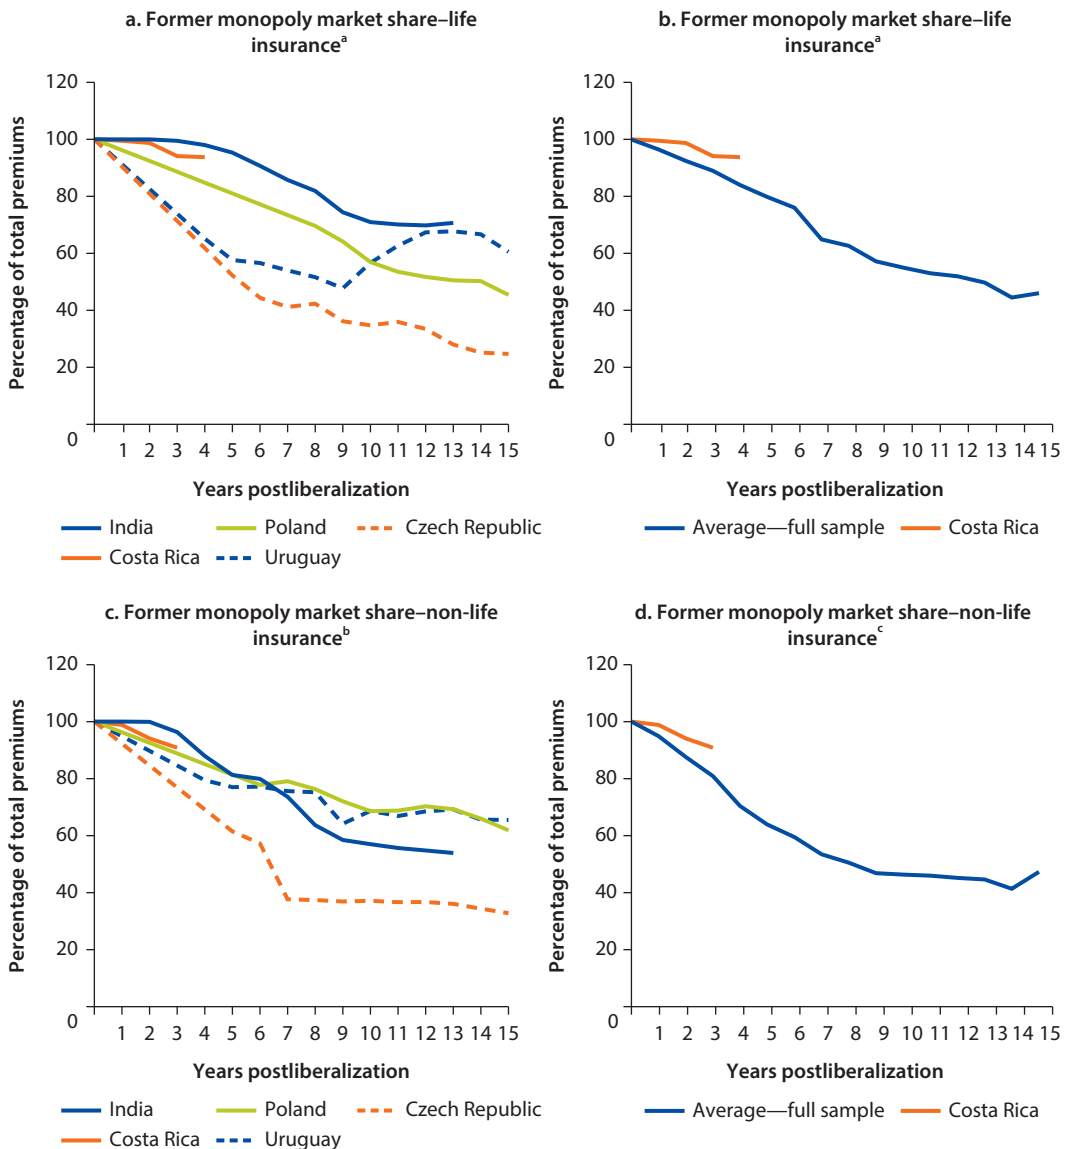 a. Former monopoly market share–life
insuranceᵃ
Percentage of total premiums
120
100
80
60
40
20
0
1 2 3 4 5 6 7 8 9 10 11 12 13 14 15
Years postliberalization
India Poland Czech Republic
Costa Rica Uruguay
b. Former monopoly market share–life
insuranceᵃ
Percentage of total premiums
120
100
80
60
40
20
0
1 2 3 4 5 6 7 8 9 10 11 12 13 14 15
Years postliberalization
Average—full sample Costa Rica
c. Former monopoly market share–non-life
insuranceᵇ
Percentage of total premiums
120
100
80
60
40
20
0
1 2 3 4 5 6 7 8 9 10 11 12 13 14 15
Years postliberalization
India Poland Czech Republic
Costa Rica Uruguay
d. Former monopoly market share–non-life
insuranceᶜ
Percentage of total premiums
120
100
80
60
40
20
0
1 2 3 4 5 6 7 8 9 10 11 12 13 14 15
Years postliberalization
Average—full sample Costa Rica